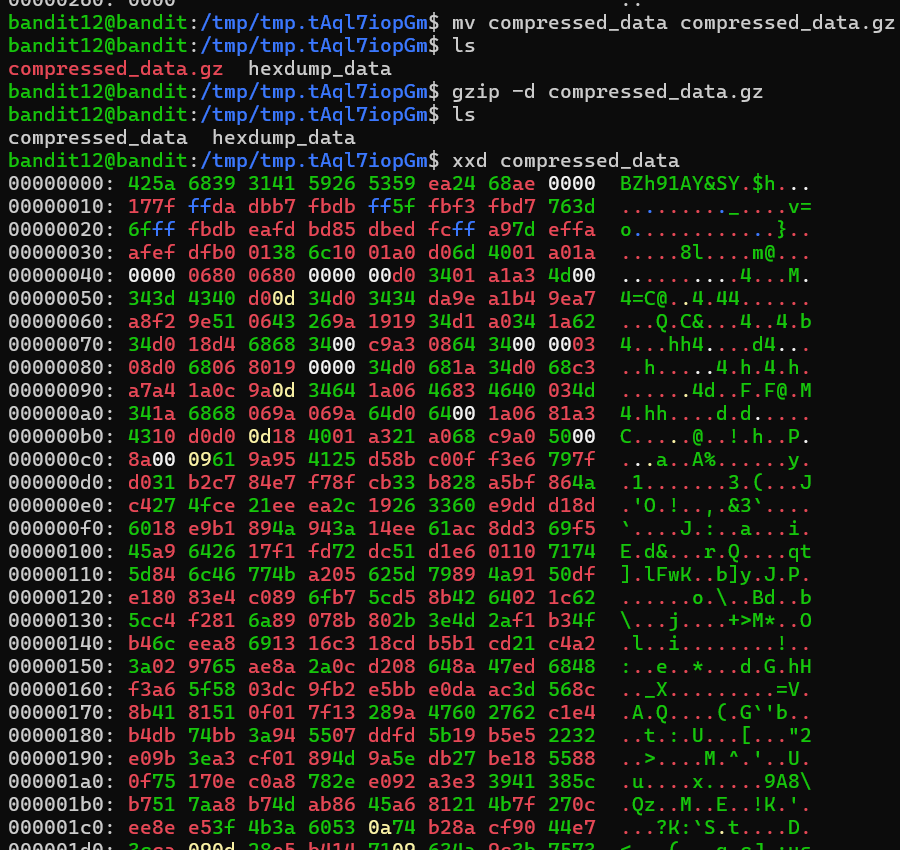 00000260: 0000 ..
bandit12@bandit:/tmp/tmp.tAql7iopGm$ mv compressed_data compressed_data.gz
bandit12@bandit:/tmp/tmp.tAql7iopGm$ ls
compressed_data.gz  hexdump_data
bandit12@bandit:/tmp/tmp.tAql7iopGm$ gzip -d compressed_data.gz
bandit12@bandit:/tmp/tmp.tAql7iopGm$ ls
compressed_data  hexdump_data
bandit12@bandit:/tmp/tmp.tAql7iopGm$ xxd compressed_data
00000000: 425a 6839 3141 5926 5359 ea24 68ae 0000  BZh91AY&SY.$h...
00000010: 177f ffda dbb7 fbdb ff5f fbf3 fbd7 763d  ........._....v=
00000020: 6fff fbdb eafd bd85 dbed fcff a97d effa  o............}..
00000030: afef dfb0 0138 6c10 01a0 d06d 4001 a01a  .....8l....m@...
00000040: 0000 0680 0680 0000 00d0 3401 a1a3 4d00  ..........4...M.
00000050: 343d 4340 d00d 34d0 3434 da9e a1b4 9ea7  4=C@..4.44......
00000060: a8f2 9e51 0643 269a 1919 34d1 a034 1a62  ...Q.C&...4..4.b
00000070: 34d0 18d4 6868 3400 c9a3 0864 3400 0003  4...hh4....d4...
00000080: 08d0 6806 8019 0000 34d0 681a 34d0 68c3  ..h.....4.h.4.h.
00000090: a7a4 1a0c 9a0d 3464 1a06 4683 4640 034d  ......4d..F.F@.M
000000a0: 341a 6868 069a 069a 64d0 6400 1a06 81a3  4.hh....d.d.....
000000b0: 4310 d0d0 0d18 4001 a321 a068 c9a0 5000  C.....@..!.h..P.
000000c0: 8a00 0961 9a95 4125 d58b c00f f3e6 797f  ...a..A%......y.
000000d0: d031 b2c7 84e7 f78f cb33 b828 a5bf 864a  .1.......3.(...J
000000e0: c427 4fce 21ee ea2c 1926 3360 e9dd d18d  .'O.!..,.&3`....
000000f0: 6018 e9b1 894a 943a 14ee 61ac 8dd3 69f5  `....J.:..a...i.
00000100: 45a9 6426 17f1 fd72 dc51 d1e6 0110 7174  E.d&...r.Q....qt
00000110: 5d84 6c46 774b a205 625d 7989 4a91 50df  ].lFwK..b]y.J.P.
00000120: e180 83e4 c089 6fb7 5cd5 8b42 6402 1c62  ......o.\..Bd..b
00000130: 5cc4 f281 6a89 078b 802b 3e4d 2af1 b34f  \...j....+>M*..O
00000140: b46c eea8 6913 16c3 18cd b5b1 cd21 c4a2  .l..i........!..
00000150: 3a02 9765 ae8a 2a0c d208 648a 47ed 6848  :..e..*...d.G.hH
00000160: f3a6 5f58 03dc 9fb2 e5bb e0da ac3d 568c  .._X.........=V.
00000170: 8b41 8151 0f01 7f13 289a 4760 2762 c1e4  .A.Q....(.G`'b..
00000180: b4db 74bb 3a94 5507 ddfd 5b19 b5e5 2232  ..t.:.U...[..."2
00000190: e09b 3ea3 cf01 894d 9a5e db27 be18 5588  ..>....M.^.'..U.
000001a0: 0f75 170e c0a8 782e e092 a3e3 3941 385c  .u....x.....9A8\
000001b0: b751 7aa8 b74d ab86 45a6 8121 4b7f 270c  .Qz..M..E..!K.'.
000001c0: ee8e e53f 4b3a 6053 0a74 b28a cf90 44e7  ...?K:`S.t....D.